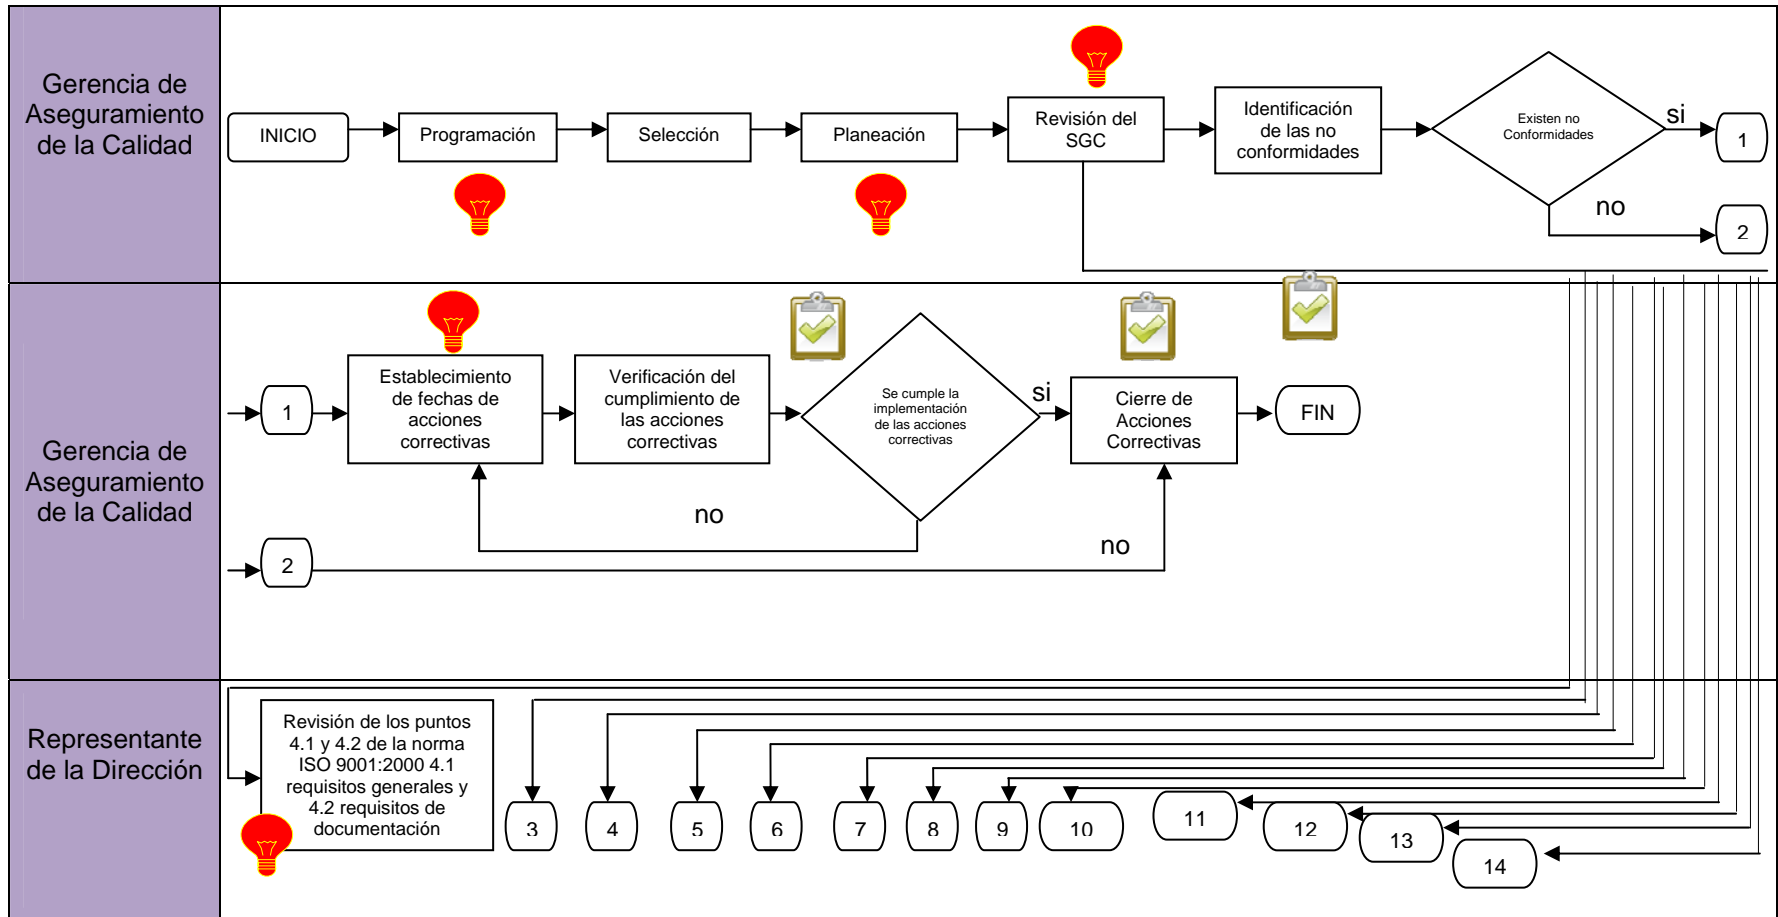 Gerencia de
Aseguramiento
de la Calidad
INICIO
Programación
Selección
Planeación
Revisión del
SGC
Identificación
de las no
conformidades
Existen no
Conformidades
si
1
no
2
Gerencia de
Aseguramiento
de la Calidad
1
Establecimiento
de fechas de
acciones
correctivas
Verificación del
cumplimiento de
las acciones
correctivas
Se cumple la
implementación
de las acciones
correctivas
si
Cierre de
Acciones
Correctivas
FIN
no
no
2
Representante
de la Dirección
Revisión de los puntos
4.1 y 4.2 de la norma
ISO 9001:2000 4.1
requisitos generales y
4.2 requisitos de
documentación
3
4
5
6
7
8
9
10
11
12
13
14